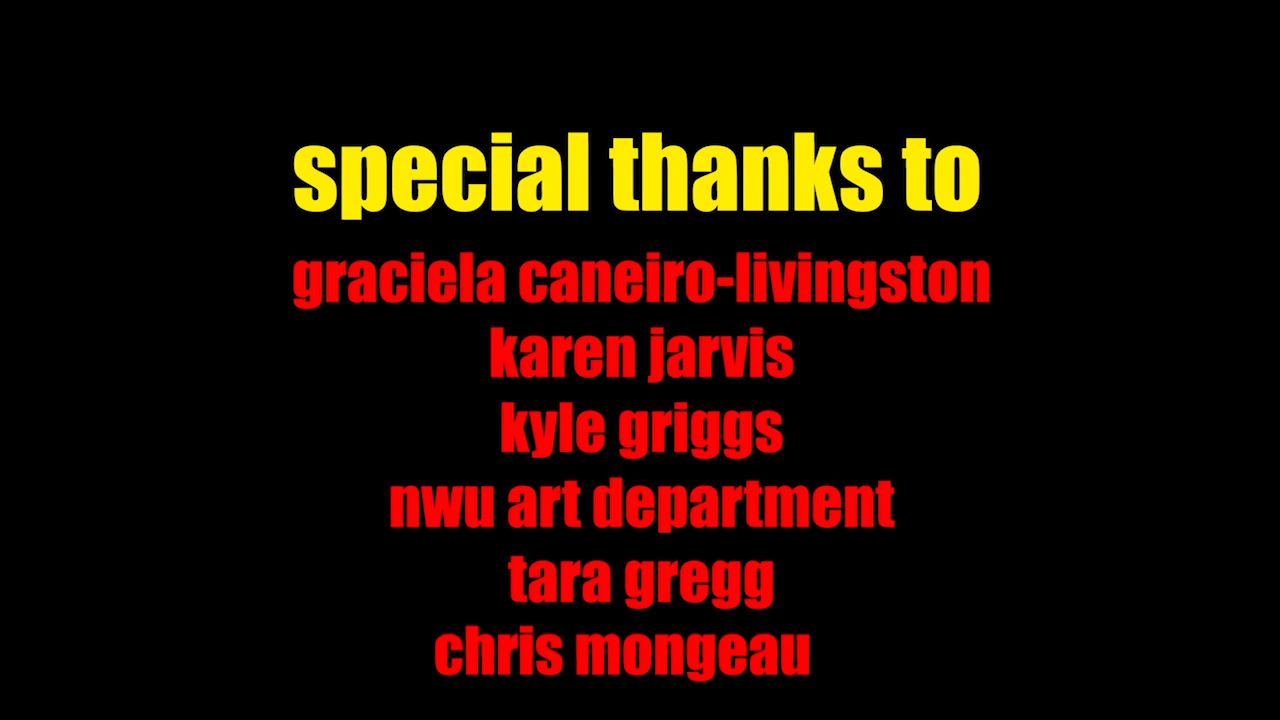 special thanks to
graciela caneiro-livingston
karen jarvis
kyle griggs
nwu art department
tara gregg
chris mongeau